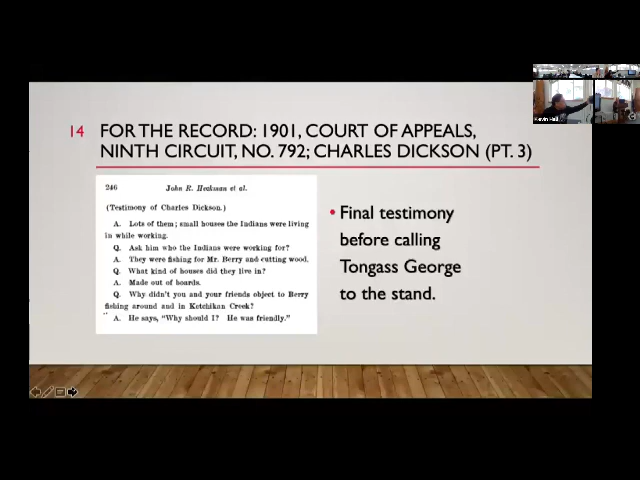 14 FOR THE RECORD: 1901, COURT OF APPEALS,
NINTH CIRCUIT, NO. 792; CHARLES DICKSON (PT. 3)
246 John R. Heckman et al.
(Testimony of Charles Dickson.)
A. Lots of them; small houses the Indians were living
in while working.
Q. Ask him who the Indians were working for?
A. They were fishing for Mr. Berry and cutting wood.
Q. What kind of houses did they live in?
A. Made out of boards.
Q. Why didn't you and your friends object to Berry
fishing around and in Ketchikan Creek?
A. He says, "Why should I? He was friendly."
• Final testimony
before calling
Tongass George
to the stand.
Kevin Hall